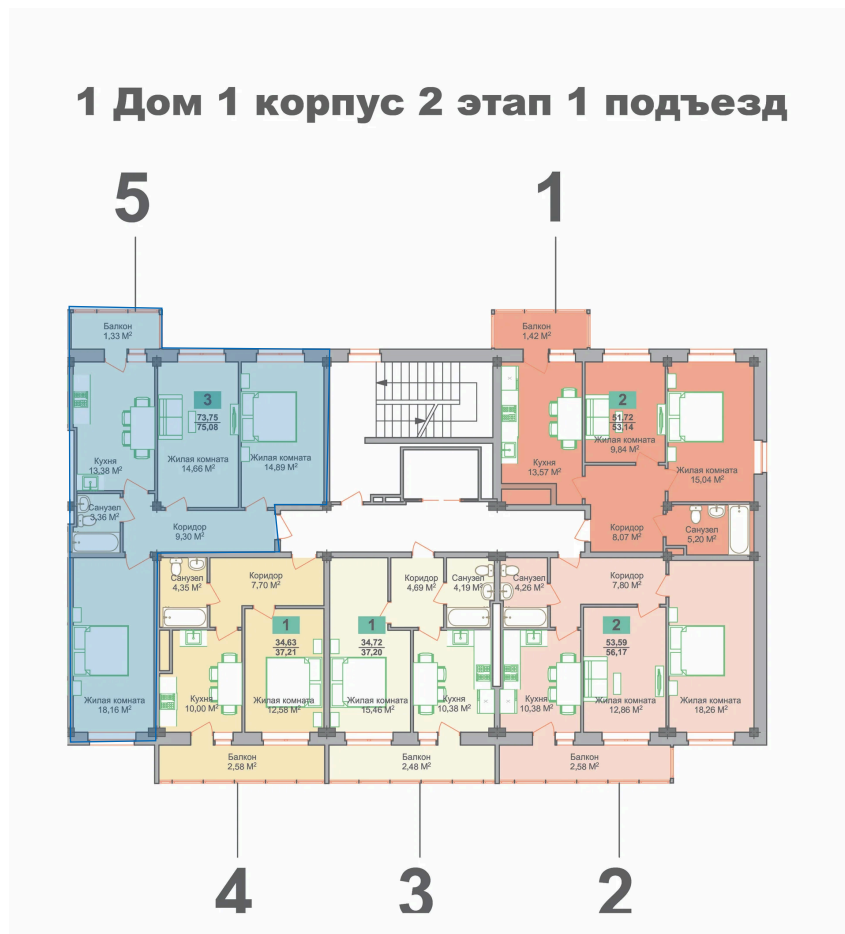 1 Дом 1 корпус 2 этап 1 подъезд
5
1
Балкон
1,33 М²
Балкон
1,42 М²
3
73,75
75,08
Кухня
13,38 М²
Жилая комната
14,66 М²
Жилая комната
14,89 М²
Санузел
3,36 М²
Коридор
9,30 М²
Жилая комната
18,16 М²
2
51,72
53,14
Жилая комната
9,84 М²
Кухня
13,57 М²
Жилая комната
15,04 М²
Коридор
8,07 М²
Санузел
5,20 М²
Санузел
4,35 М²
Коридор
7,70 М²
1
34,63
37,21
Кухня
10,00 М²
Жилая комната
12,58 М²
Балкон
2,58 М²
Коридор
4,69 М²
Санузел
4,19 М²
1
34,72
37,20
Жилая комната
15,46 М²
Кухня
10,38 М²
Балкон
2,48 М²
Санузел
4,26 М²
Коридор
7,80 М²
2
53,59
56,17
Кухня
10,38 М²
Жилая комната
12,86 М²
Жилая комната
18,26 М²
Балкон
2,58 М²
4
3
2